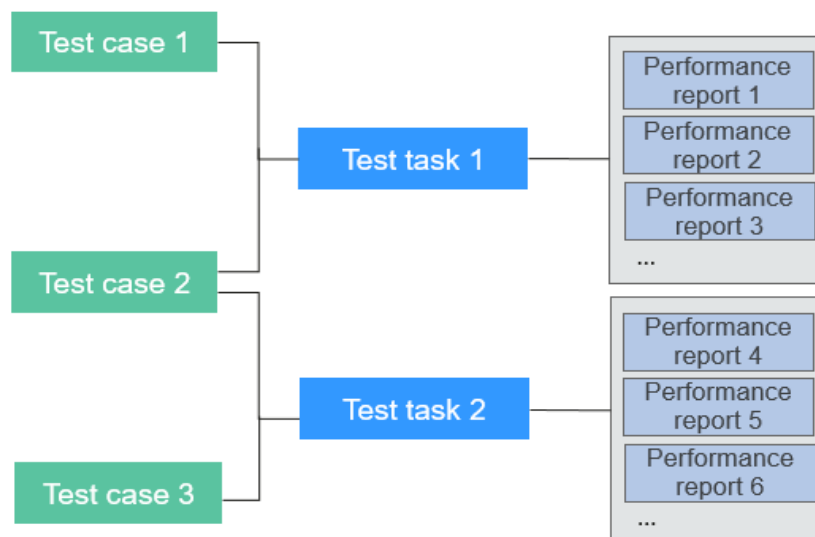 Test case 1
Test case 2
Test case 3
Test task 1
Test task 2
Performance
report 1
Performance
report 2
Performance
report 3
...
Performance
report 4
Performance
report 5
Performance
report 6
...